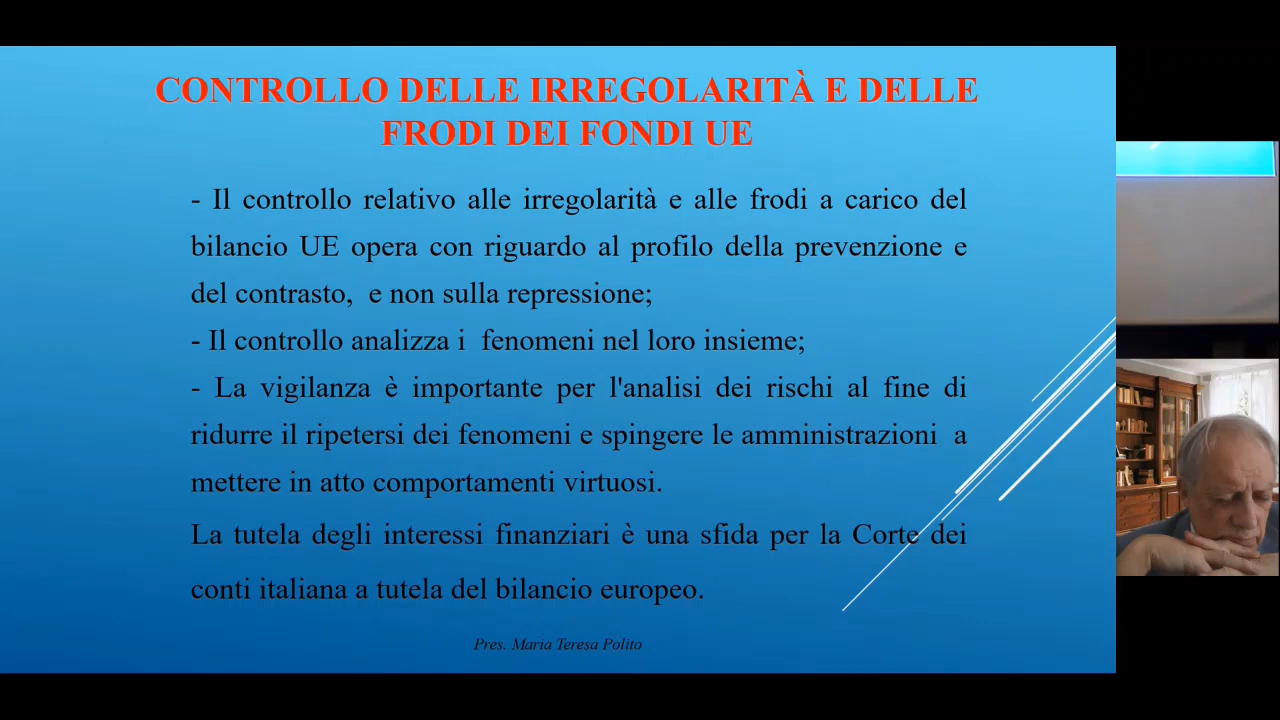 CONTROLLO DELLE IRREGOLARITÀ E DELLE
FRODI DEI FONDI UE
- Il controllo relativo alle irregolarità e alle frodi a carico del
bilancio UE opera con riguardo al profilo della prevenzione e
del contrasto,  e non sulla repressione;
- Il controllo analizza i  fenomeni nel loro insieme;
- La vigilanza è importante per l'analisi dei rischi al fine di
ridurre il ripetersi dei fenomeni e spingere le amministrazioni  a
mettere in atto comportamenti virtuosi.
La tutela degli interessi finanziari è una sfida per la Corte dei
conti italiana a tutela del bilancio europeo.
Pres. Maria Teresa Polito